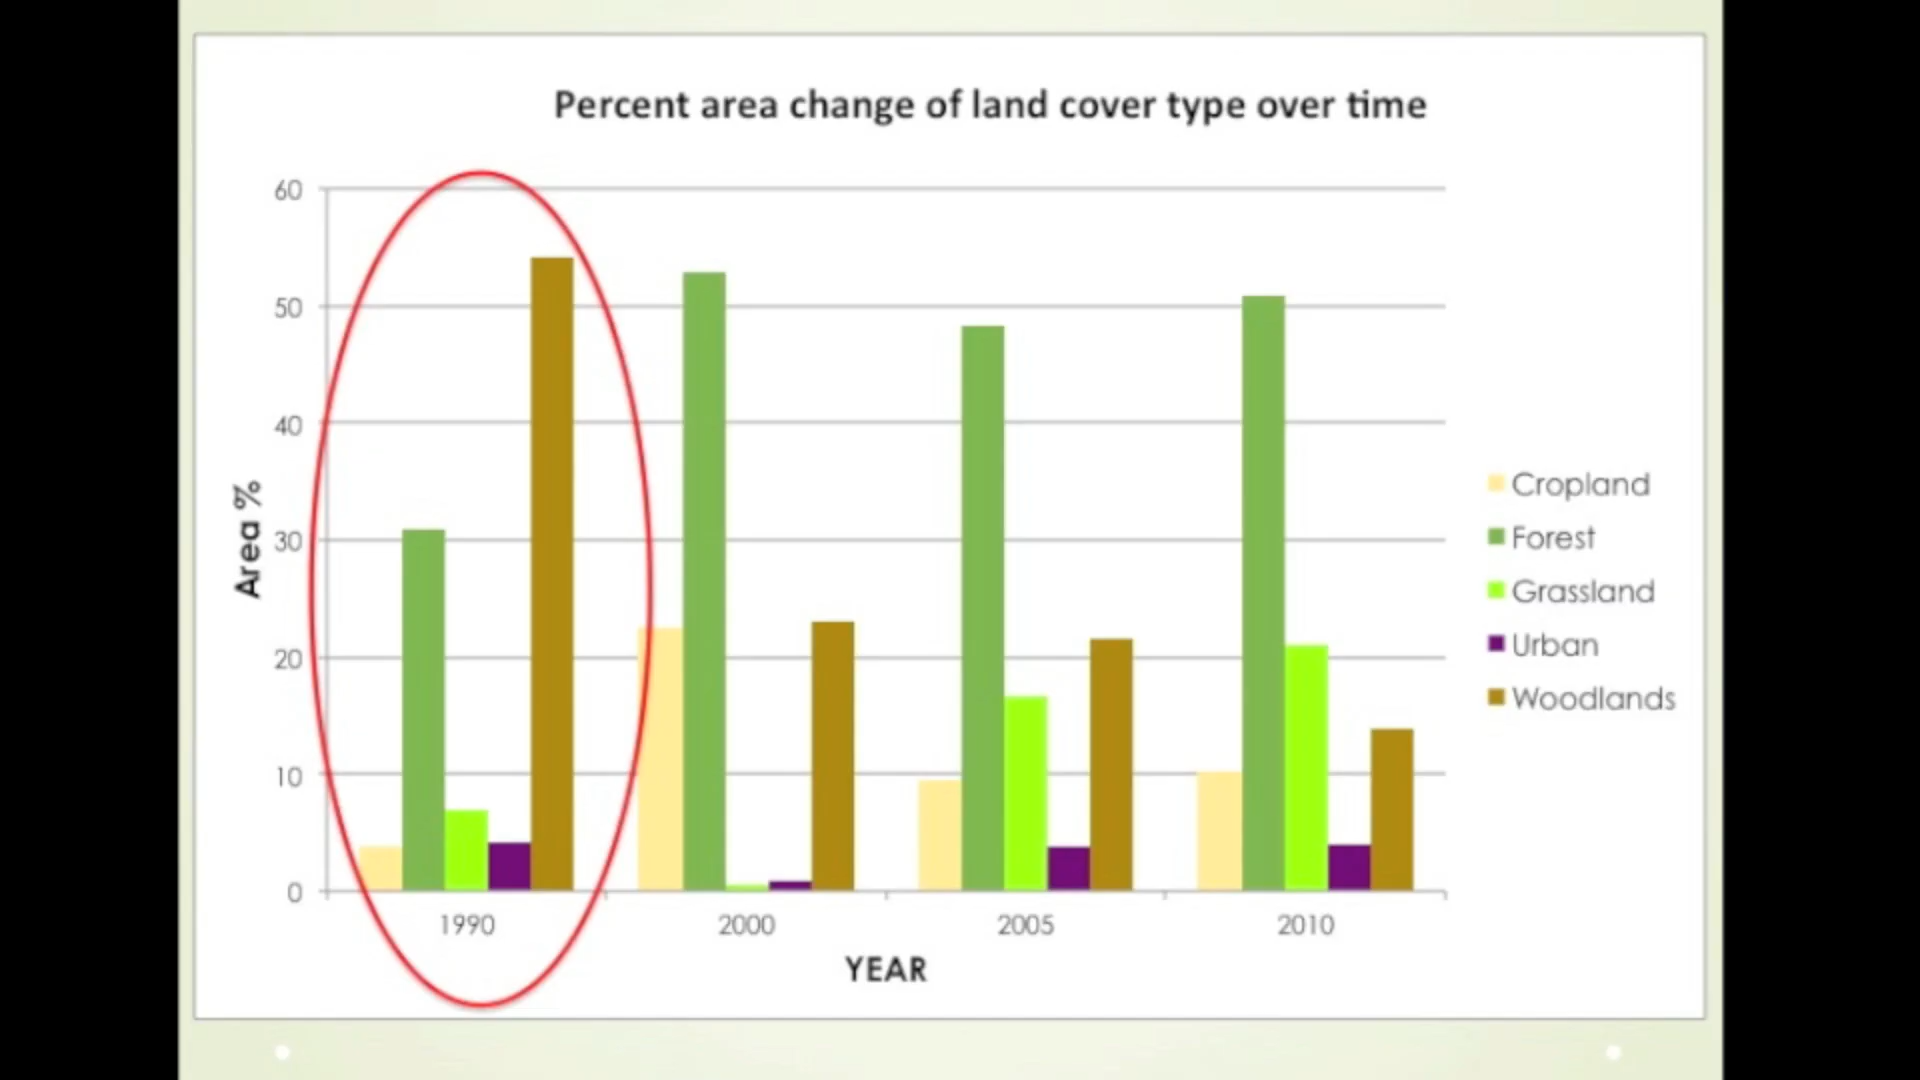 Percent area change of land cover type over time
60
50
40
30
20
10
0
Area %
1990 2000 2005 2010
YEAR
Cropland
Forest
Grassland
Urban
Woodlands